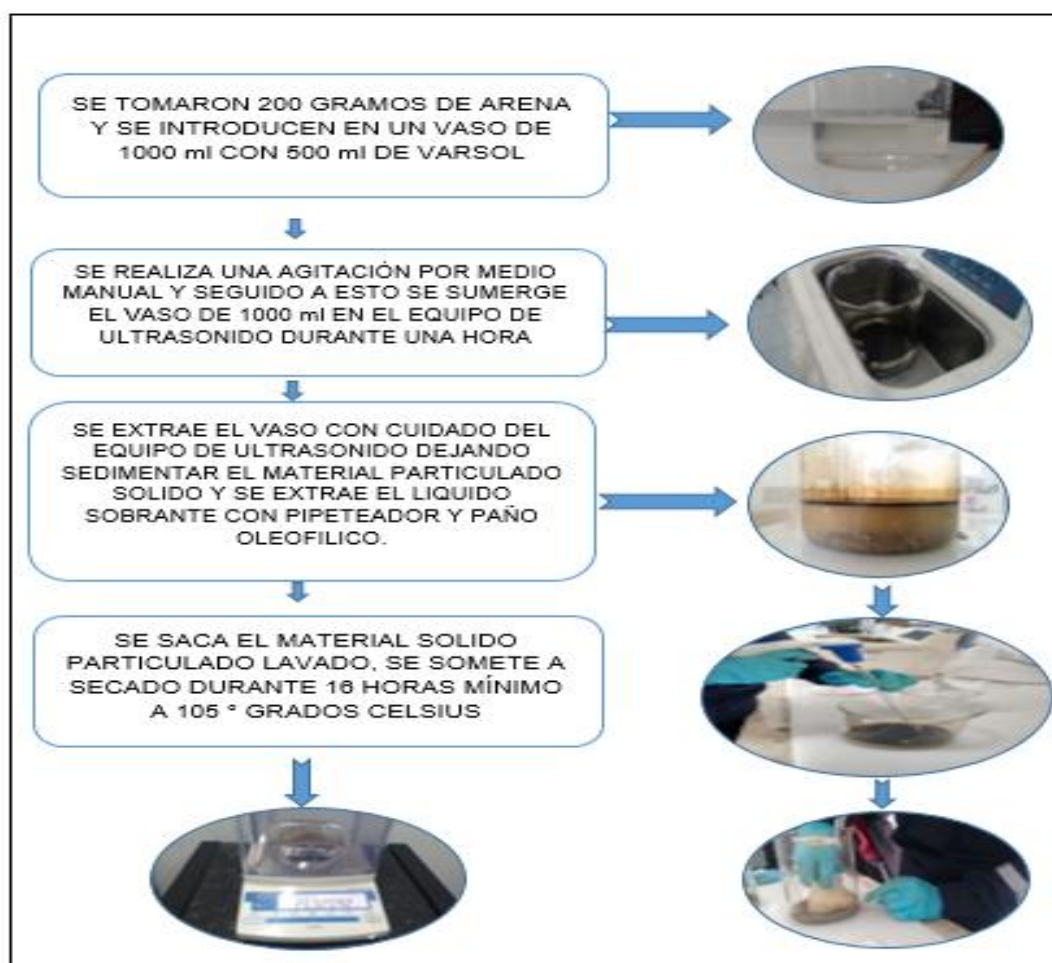 SE TOMARON 200 GRAMOS DE ARENA
Y SE INTRODUCEN EN UN VASO DE
1000 ml CON 500 ml DE VARSOL
SE REALIZA UNA AGITACIÓN POR MEDIO
MANUAL Y SEGUIDO A ESTO SE SUMERGE
EL VASO DE 1000 ml EN EL EQUIPO DE
ULTRASONIDO DURANTE UNA HORA
SE EXTRAE EL VASO CON CUIDADO DEL
EQUIPO DE ULTRASONIDO DEJANDO
SEDIMENTAR EL MATERIAL PARTICULADO
SOLIDO Y SE EXTRAE EL LIQUIDO
SOBRANTE CON PIPETEADOR Y PAÑO
OLEOFILICO.
SE SACA EL MATERIAL SOLIDO
PARTICULADO LAVADO, SE SOMETE A
SECADO DURANTE 16 HORAS MÍNIMO
A 105 ° GRADOS CELSIUS